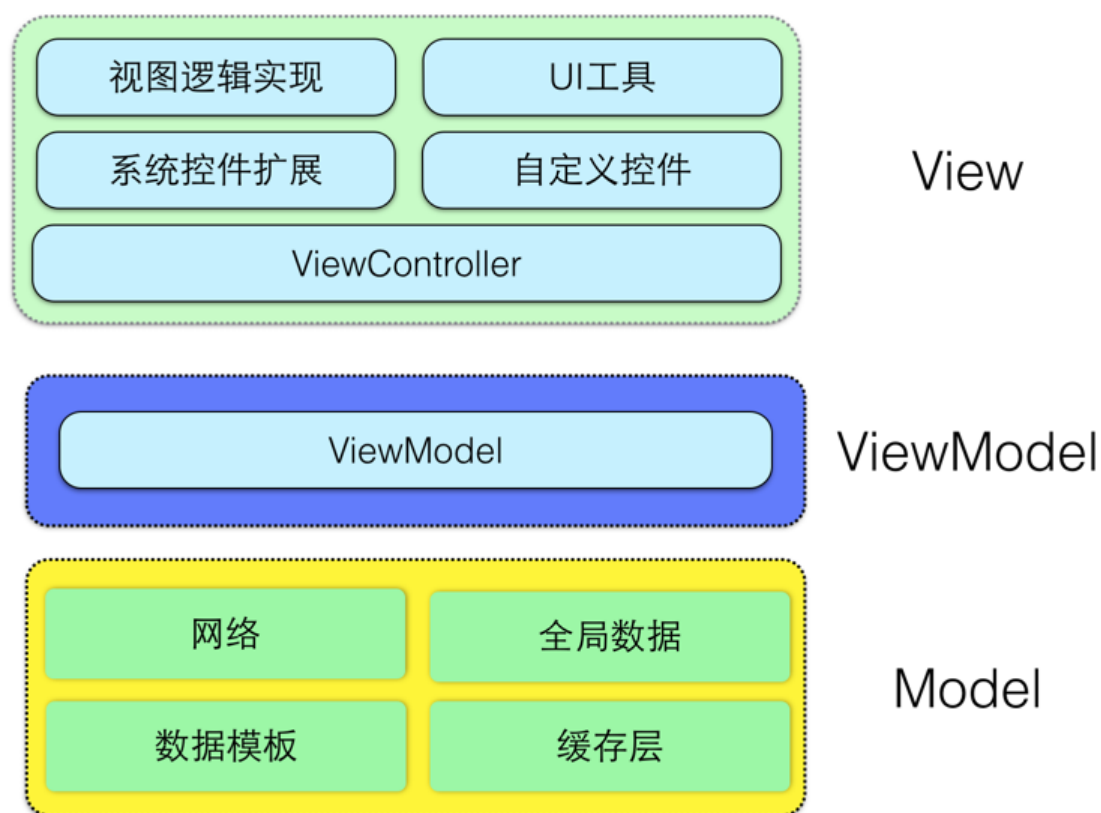 视图逻辑实现
UI工具
系统控件扩展
自定义控件
ViewController
View
ViewModel
ViewModel
网络
全局数据
数据模板
缓存层
Model